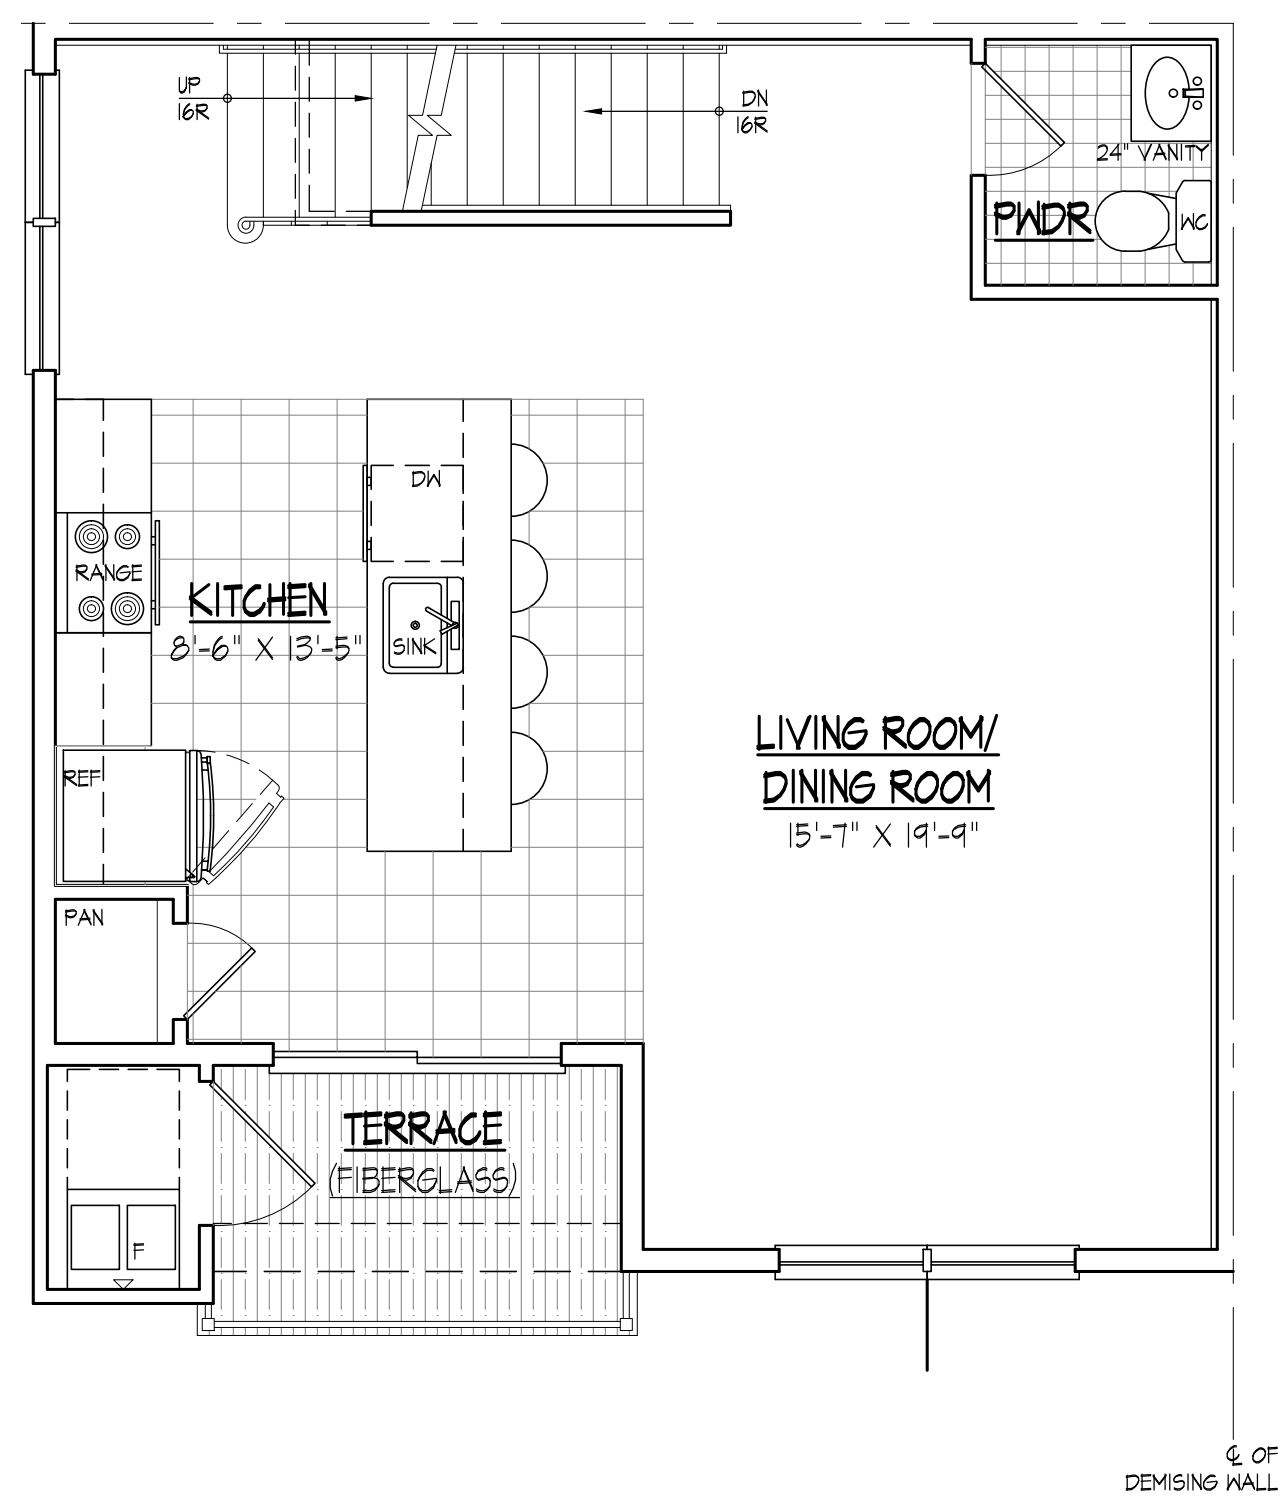 UP
16R
DN
16R
24" VANITY
PWDR
WC
DW
RANGE
KITCHEN
8'-6" X 13'-5"
SINK
LIVING ROOM/
DINING ROOM
15'-7" X 19'-9"
REF
PAN
TERRACE
(FIBERGLASS)
F
℄ OF
DEMISING WALL